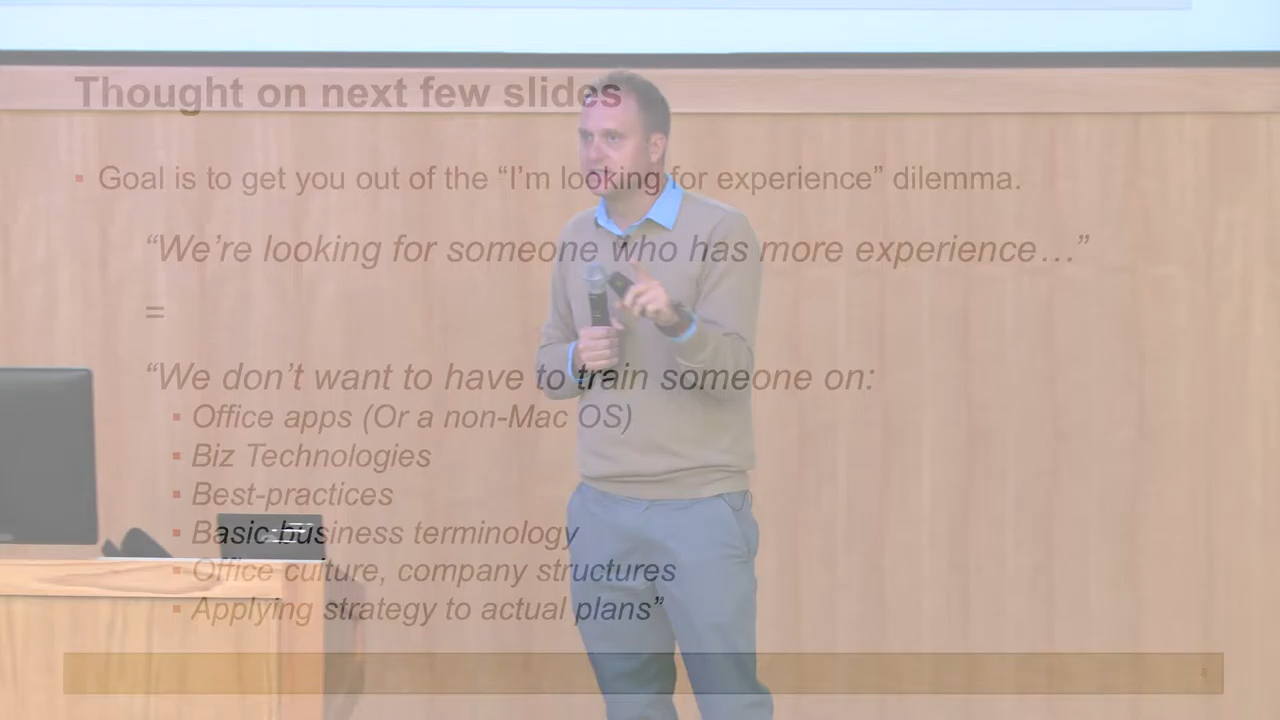 Thought on next few slides
▪ Goal is to get you out of the “I’m looking for experience” dilemma.
“We’re looking for someone who has more experience…”
=
“We don’t want to have to train someone on:
▪ Office apps (Or a non-Mac OS)
▪ Biz Technologies
▪ Best-practices
▪ Basic business terminology
▪ Office culture, company structures
▪ Applying strategy to actual plans”